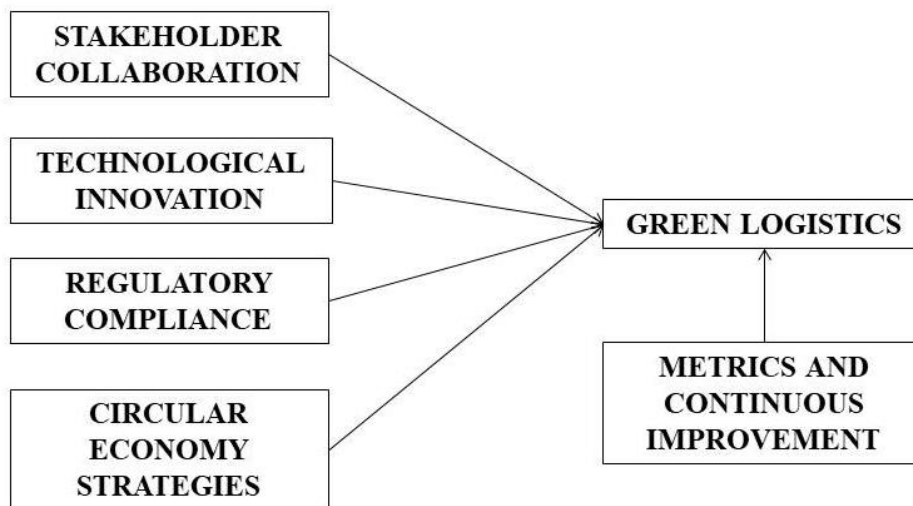 STAKEHOLDER
COLLABORATION
TECHNOLOGICAL
INNOVATION
REGULATORY
COMPLIANCE
CIRCULAR
ECONOMY
STRATEGIES
GREEN LOGISTICS
METRICS AND
CONTINUOUS
IMPROVEMENT